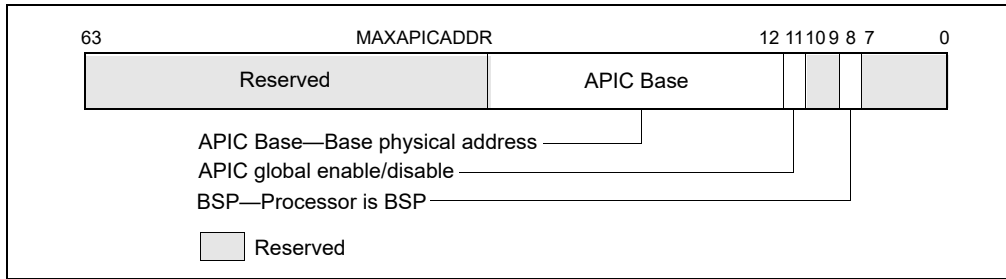 63 MAXAPICADDR 12 11 10 9 8 7 0
Reserved APIC Base
APIC Base—Base physical address
APIC global enable/disable
BSP—Processor is BSP
Reserved